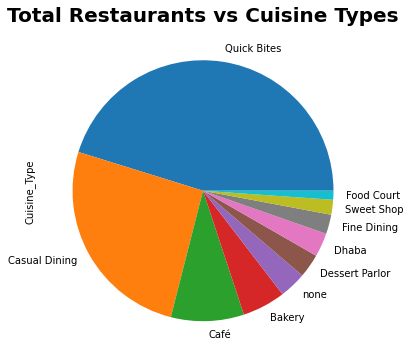 Total Restaurants vs Cuisine Types
Quick Bites
Cuisine_Type
Food Court
Sweet Shop
Fine Dining
Dhaba
Casual Dining
Dessert Parlor
none
Bakery
Café